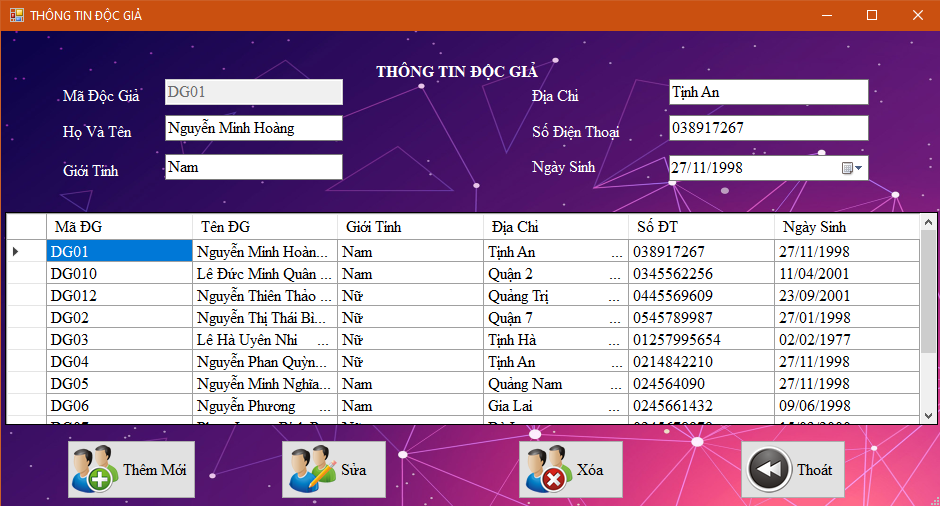 THÔNG TIN ĐỘC GIẢ
THÔNG TIN ĐỘC GIẢ
Mã Độc Giả DG01 Địa Chỉ Tịnh An
Họ Và Tên Nguyễn Minh Hoàng Số Điện Thoại 038917267
Giới Tính Nam Ngày Sinh 27/11/1998
Mã ĐG Tên ĐG Giới Tính Địa Chỉ Số ĐT Ngày Sinh
DG01 Nguyễn Minh Hoàn... Nam Tịnh An ... 038917267 27/11/1998
DG010 Lê Đức Minh Quân ... Nam Quận 2 ... 0345562256 11/04/2001
DG012 Nguyễn Thiên Thảo ... Nữ Quảng Trị ... 0445569609 23/09/2001
DG02 Nguyễn Thị Thái Bì... Nữ Quận 7 ... 0545789987 27/01/1998
DG03 Lê Hà Uyên Nhi ... Nữ Tịnh Hà ... 01257995654 02/02/1977
DG04 Nguyễn Phan Quỳn... Nữ Tịnh An ... 0214842210 27/11/1998
DG05 Nguyễn Minh Nghĩa... Nam Quảng Nam ... 024564090 27/11/1998
DG06 Nguyễn Phương ... Nam Gia Lai ... 0245661432 09/06/1998
Thêm Mới Sửa Xóa Thoát